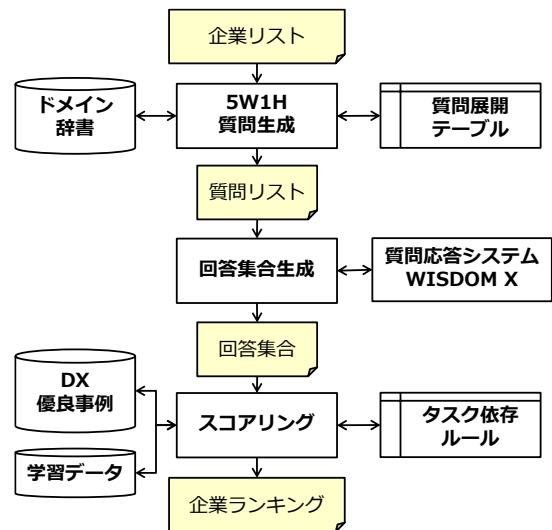 企業リスト
ドメイン
辞書
5W1H
質問生成
質問展開
テーブル
質問リスト
回答集合生成
質問応答システム
WISDOM X
回答集合
DX
優良事例
スコアリング
タスク依存
ルール
学習データ
企業ランキング